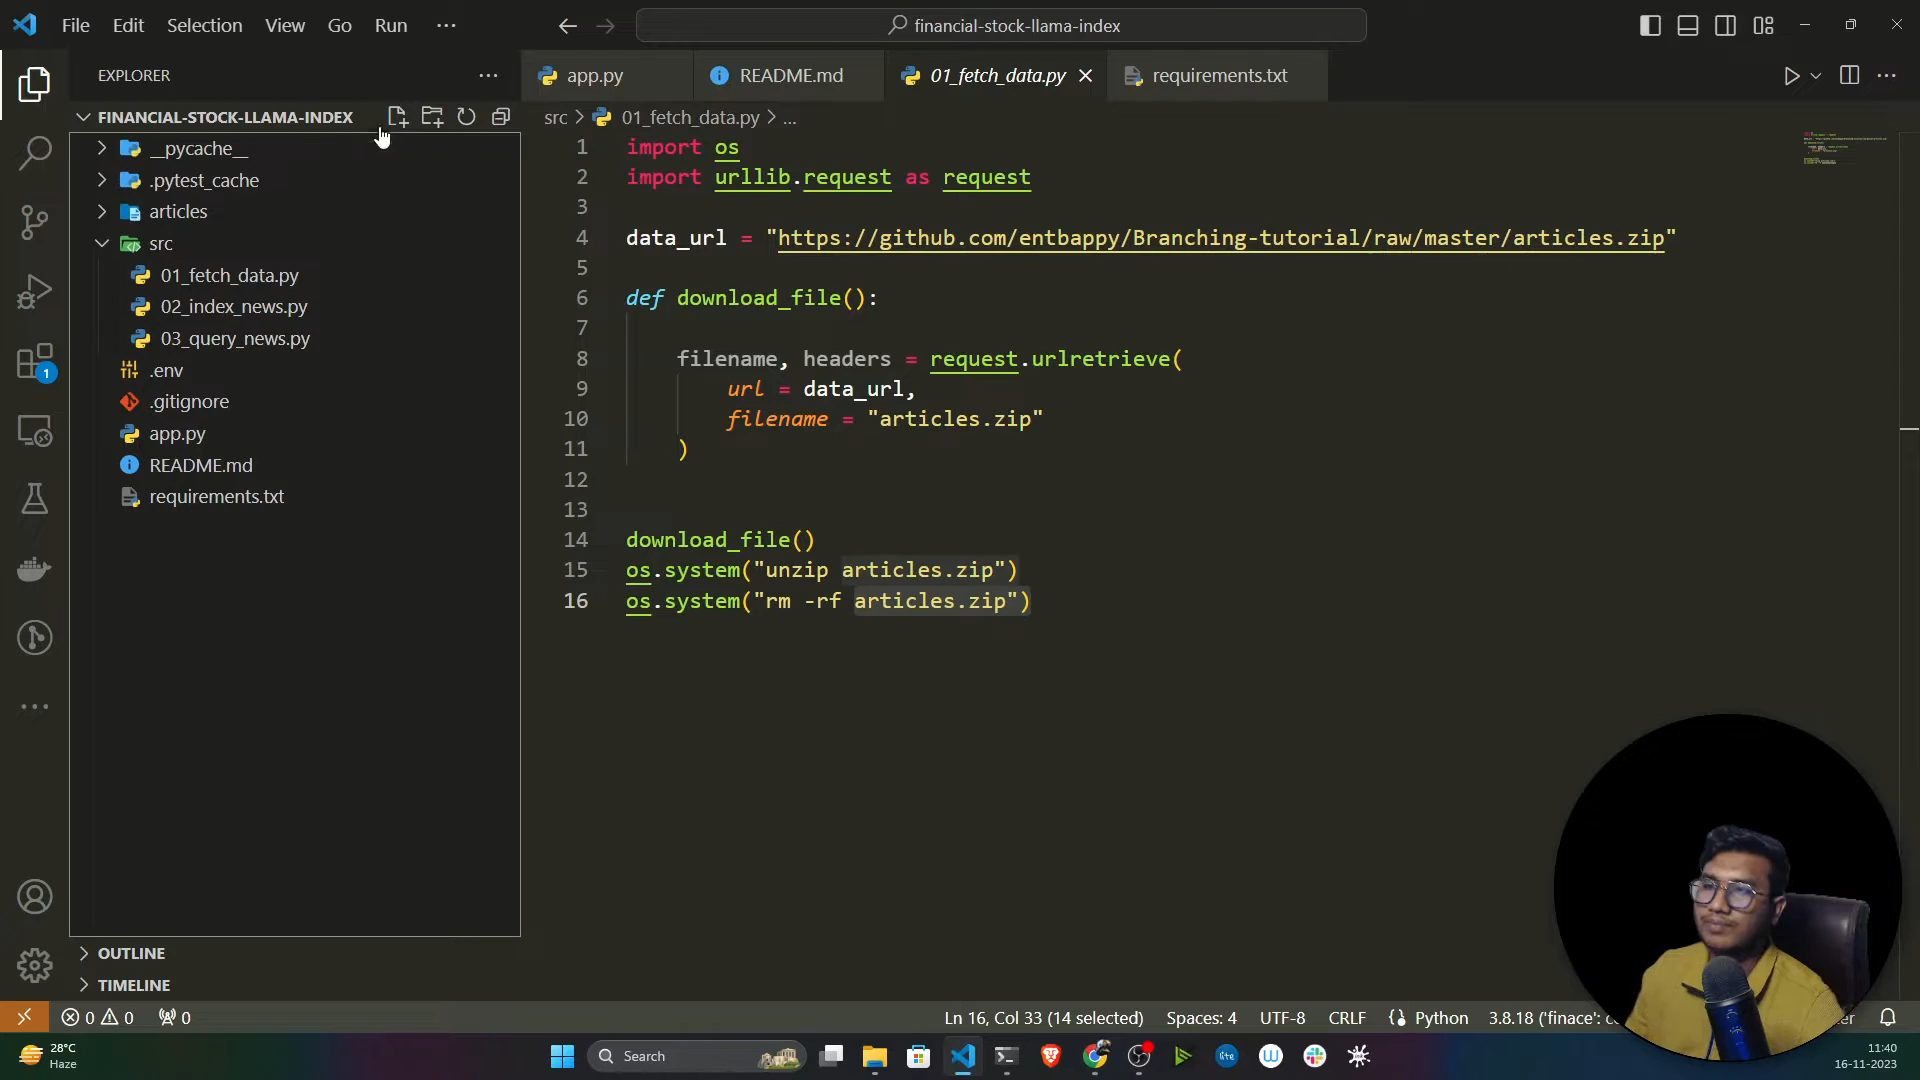 File Edit Selection View Go Run ···
financial-stock-llama-index
EXPLORER
FINANCIAL-STOCK-LLAMA-INDEX
__pycache__
.pytest_cache
articles
src
01_fetch_data.py
02_index_news.py
03_query_news.py
.env
.gitignore
app.py
README.md
requirements.txt
OUTLINE
TIMELINE
1
app.py README.md 01_fetch_data.py requirements.txt
src > 01_fetch_data.py > ...
1 import os
2 import urllib.request as request
3
4 data_url = "https://github.com/entbappy/Branching-tutorial/raw/master/articles.zip"
5
6 def download_file():
7
8 filename, headers = request.urlretrieve(
9 url = data_url,
10 filename = "articles.zip"
11 )
12
13
14 download_file()
15 os.system("unzip articles.zip")
16 os.system("rm -rf articles.zip")
0 0 0 Ln 16, Col 33 (14 selected) Spaces: 4 UTF-8 CRLF Python 3.8.18 ('finace':
28°C
Haze
Search
lite
11:40
16-11-2023